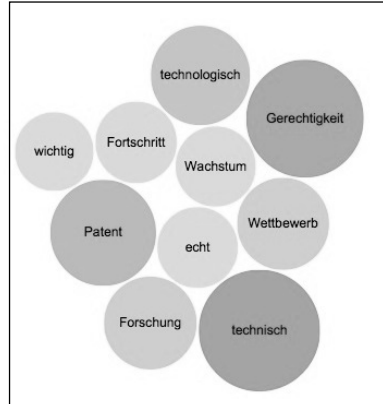 technologisch
Gerechtigkeit
Fortschritt
wichtig
Wachstum
Wettbewerb
Patent
echt
Forschung
technisch